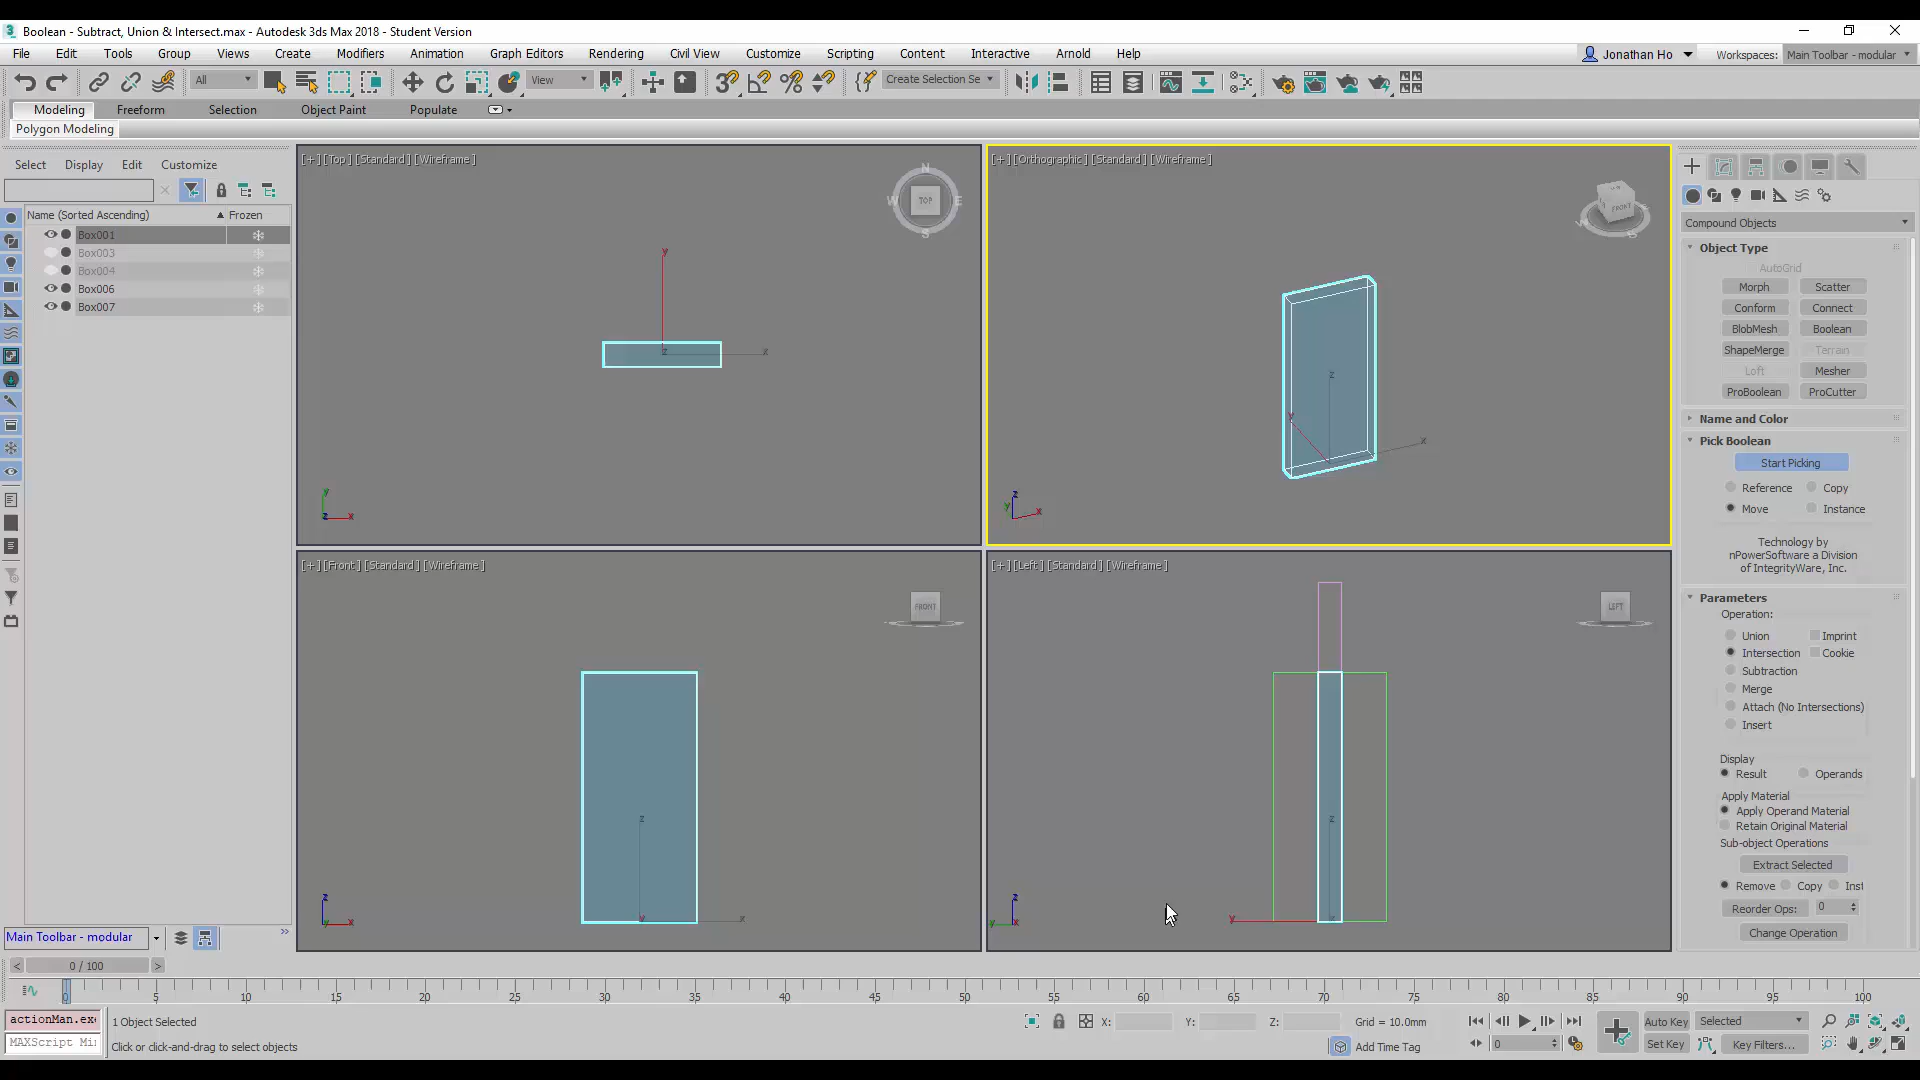 Boolean - Subtract, Union & Intersect.max - Autodesk 3ds Max 2018 - Student Version
File Edit Tools Group Views Create Modifiers Animation Graph Editors Rendering Civil View Customize Scripting Content Interactive Arnold Help
Jonathan Ho Workspaces: Main Toolbar - modular
All View Create Selection Se
Modeling Freeform Selection Object Paint Populate
Polygon Modeling
Select Display Edit Customize
Name (Sorted Ascending) Frozen
Box001
Box003
Box004
Box006
Box007
[+] [Top] [Standard] [Wireframe]
N
W TOP E
S
y
z x
y
z x
[+] [Orthographic] [Standard] [Wireframe]
FRONT
z
y x
z
y x
[+] [Front] [Standard] [Wireframe]
FRONT
z
y x
z
y x
[+] [Left] [Standard] [Wireframe]
LEFT
z
y
z
y x
Compound Objects
Object Type
AutoGrid
Morph Scatter
Conform Connect
BlobMesh Boolean
ShapeMerge Terrain
Loft Mesher
ProBoolean ProCutter
Name and Color
Pick Boolean
Start Picking
Reference Copy
Move Instance
Technology by
nPowerSoftware a Division
of IntegrityWare, Inc.
Parameters
Operation:
Union Imprint
Intersection Cookie
Subtraction
Merge
Attach (No Intersections)
Insert
Display
Result Operands
Apply Material
Apply Operand Material
Retain Original Material
Sub-object Operations
Extract Selected
Remove Copy Inst
Reorder Ops: 0
Change Operation
Main Toolbar - modular
< 0 / 100 >
0 5 10 15 20 25 30 35 40 45 50 55 60 65 70 75 80 85 90 95 100
actionMan.exe 1 Object Selected X: Y: Z: Grid = 10.0mm Auto Key Selected
MAXScript Mi Click or click-and-drag to select objects Add Time Tag 0 Set Key Key Filters...